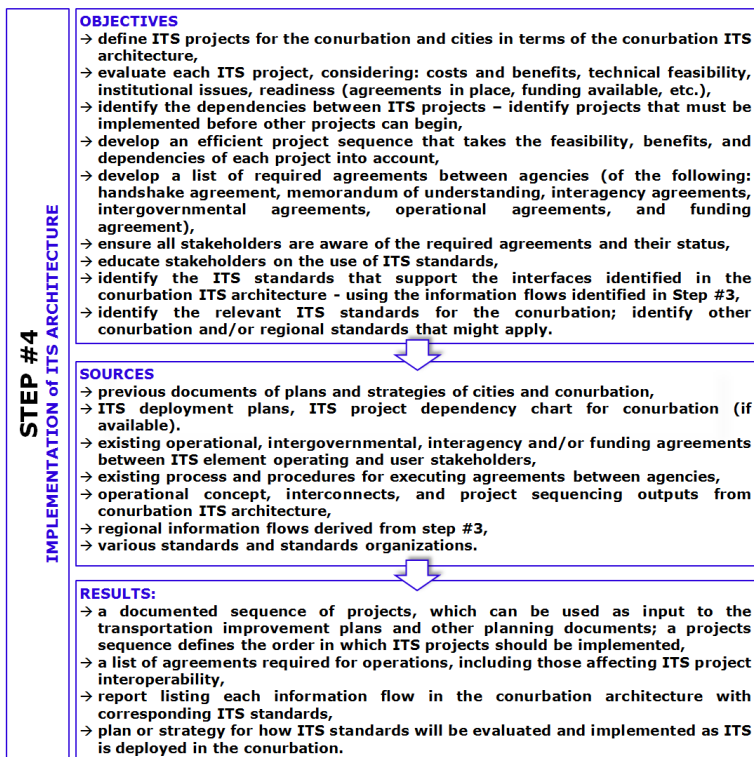 STEP #4
IMPLEMENTATION of ITS ARCHITECTURE
OBJECTIVES
→ define ITS projects for the conurbation and cities in terms of the conurbation ITS
architecture,
→ evaluate each ITS project, considering: costs and benefits, technical feasibility,
institutional issues, readiness (agreements in place, funding available, etc.),
→ identify the dependencies between ITS projects – identify projects that must be
implemented before other projects can begin,
→ develop an efficient project sequence that takes the feasibility, benefits, and
dependencies of each project into account,
→ develop a list of required agreements between agencies (of the following:
handshake agreement, memorandum of understanding, interagency agreements,
intergovernmental agreements, operational agreements, and funding
agreement),
→ ensure all stakeholders are aware of the required agreements and their status,
→ educate stakeholders on the use of ITS standards,
→ identify the ITS standards that support the interfaces identified in the
conurbation ITS architecture - using the information flows identified in Step #3,
→ identify the relevant ITS standards for the conurbation; identify other
conurbation and/or regional standards that might apply.
SOURCES
→ previous documents of plans and strategies of cities and conurbation,
→ ITS deployment plans, ITS project dependency chart for conurbation (if
available).
→ existing operational, intergovernmental, interagency and/or funding agreements
between ITS element operating and user stakeholders,
→ existing process and procedures for executing agreements between agencies,
→ operational concept, interconnects, and project sequencing outputs from
conurbation ITS architecture,
→ regional information flows derived from step #3,
→ various standards and standards organizations.
RESULTS:
→ a documented sequence of projects, which can be used as input to the
transportation improvement plans and other planning documents; a projects
sequence defines the order in which ITS projects should be implemented,
→ a list of agreements required for operations, including those affecting ITS project
interoperability,
→ report listing each information flow in the conurbation architecture with
corresponding ITS standards,
→ plan or strategy for how ITS standards will be evaluated and implemented as ITS
is deployed in the conurbation.